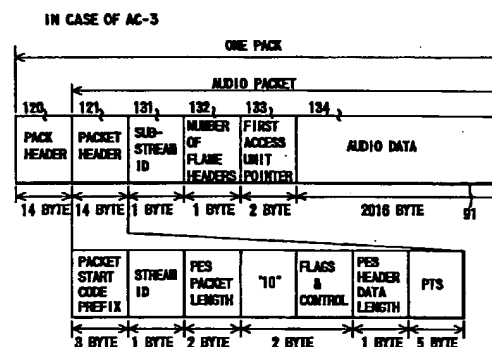 IN CASE OF AC-3
ONE PACK
AUDIO PACKET
120 121 131 132 133 134
PACK HEADER
PACKET HEADER
SUB-STREAM ID
NUMBER OF FLAME HEADERS
FIRST ACCESS UNIT POINTER
AUDIO DATA
14 BYTE 14 BYTE 1 BYTE 1 BYTE 2 BYTE 2016 BYTE 91
PACKET START CODE PREFIX
STREAM ID
PES PACKET LENGTH
"10"
FLAGS & CONTROL
PES HEADER DATA LENGTH
PTS
3 BYTE 1 BYTE 2 BYTE 2 BYTE 1 BYTE 5 BYTE